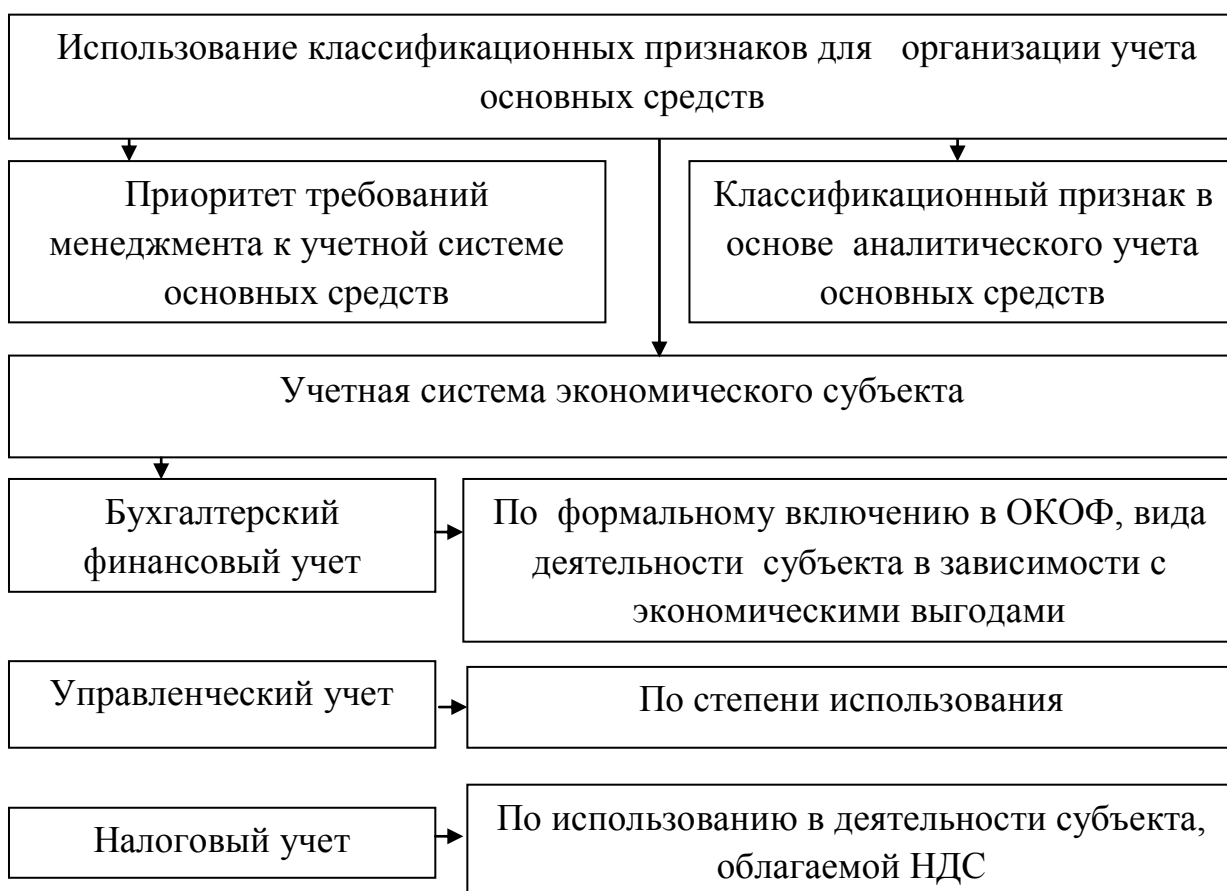 Использование классификационных признаков для организации учета
основных средств
Приоритет требований
менеджмента к учетной системе
основных средств
Классификационный признак в
основе аналитического учета
основных средств
Учетная система экономического субъекта
Бухгалтерский
финансовый учет
По формальному включению в ОКОФ, вида
деятельности субъекта в зависимости с
экономическими выгодами
Управленческий учет
По степени использования
Налоговый учет
По использованию в деятельности субъекта,
облагаемой НДС